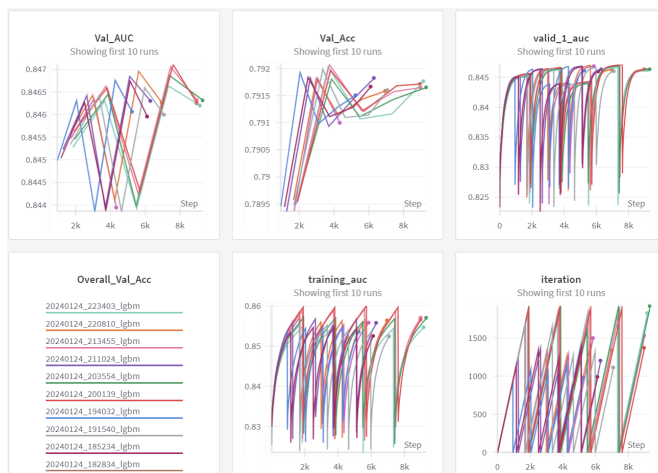 Val_AUC
Showing first 10 runs
0.847
0.8465
0.846
0.8455
0.845
0.8445
0.844
Step
2k 4k 6k 8k
Val_Acc
Showing first 10 runs
0.792
0.7915
0.791
0.7905
0.79
0.7895
Step
2k 4k 6k 8k
valid_1_auc
Showing first 10 runs
0.845
0.84
0.835
0.83
0.825
Step
0 2k 4k 6k 8k
Overall_Val_Acc
20240124_223403_lgbm
20240124_220810_lgbm
20240124_213455_lgbm
20240124_211024_lgbm
20240124_203554_lgbm
20240124_200139_lgbm
20240124_194032_lgbm
20240124_191540_lgbm
20240124_185234_lgbm
20240124_182834_lgbm
training_auc
Showing first 10 runs
0.86
0.85
0.84
0.83
Step
2k 4k 6k 8k
iteration
Showing first 10 runs
1500
1000
500
0
Step
0 2k 4k 6k 8k